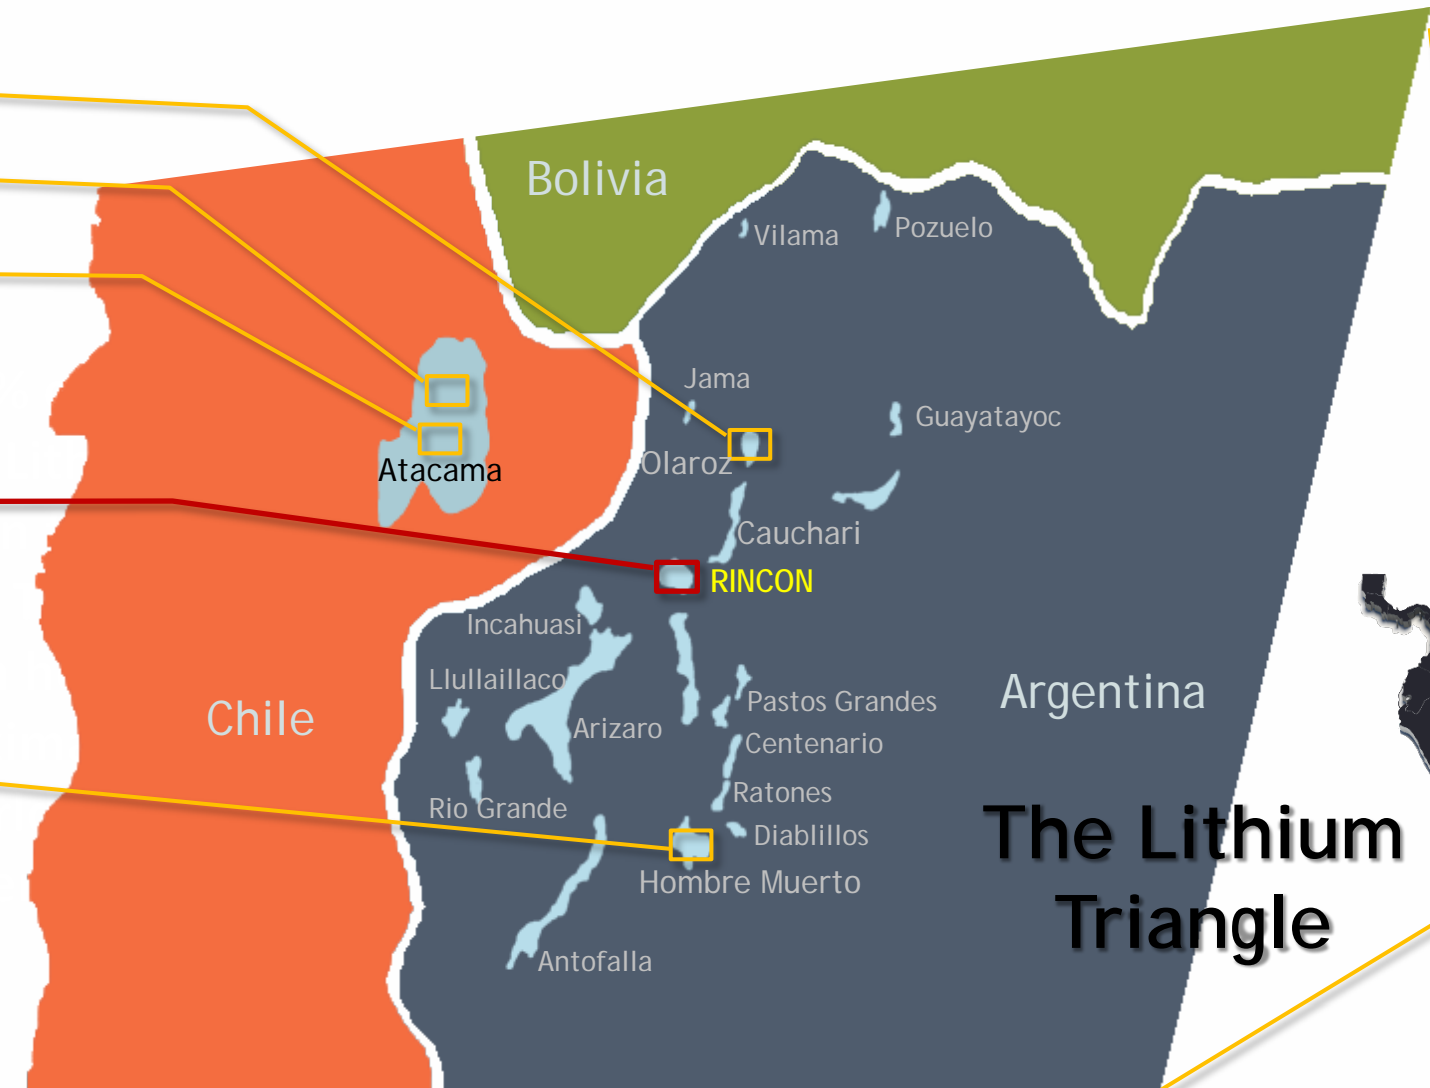 Bolivia
Vilama
Pozuelo
Jama
Guayatayoc
Olaroz
Atacama
Cauchari
RINCON
Incahuasi
Llullaillaco
Argentina
Pastos Grandes
Chile
Arizaro
Centenario
Ratones
Rio Grande
Diablillos
Hombre Muerto
Antofalla
The Lithium
Triangle